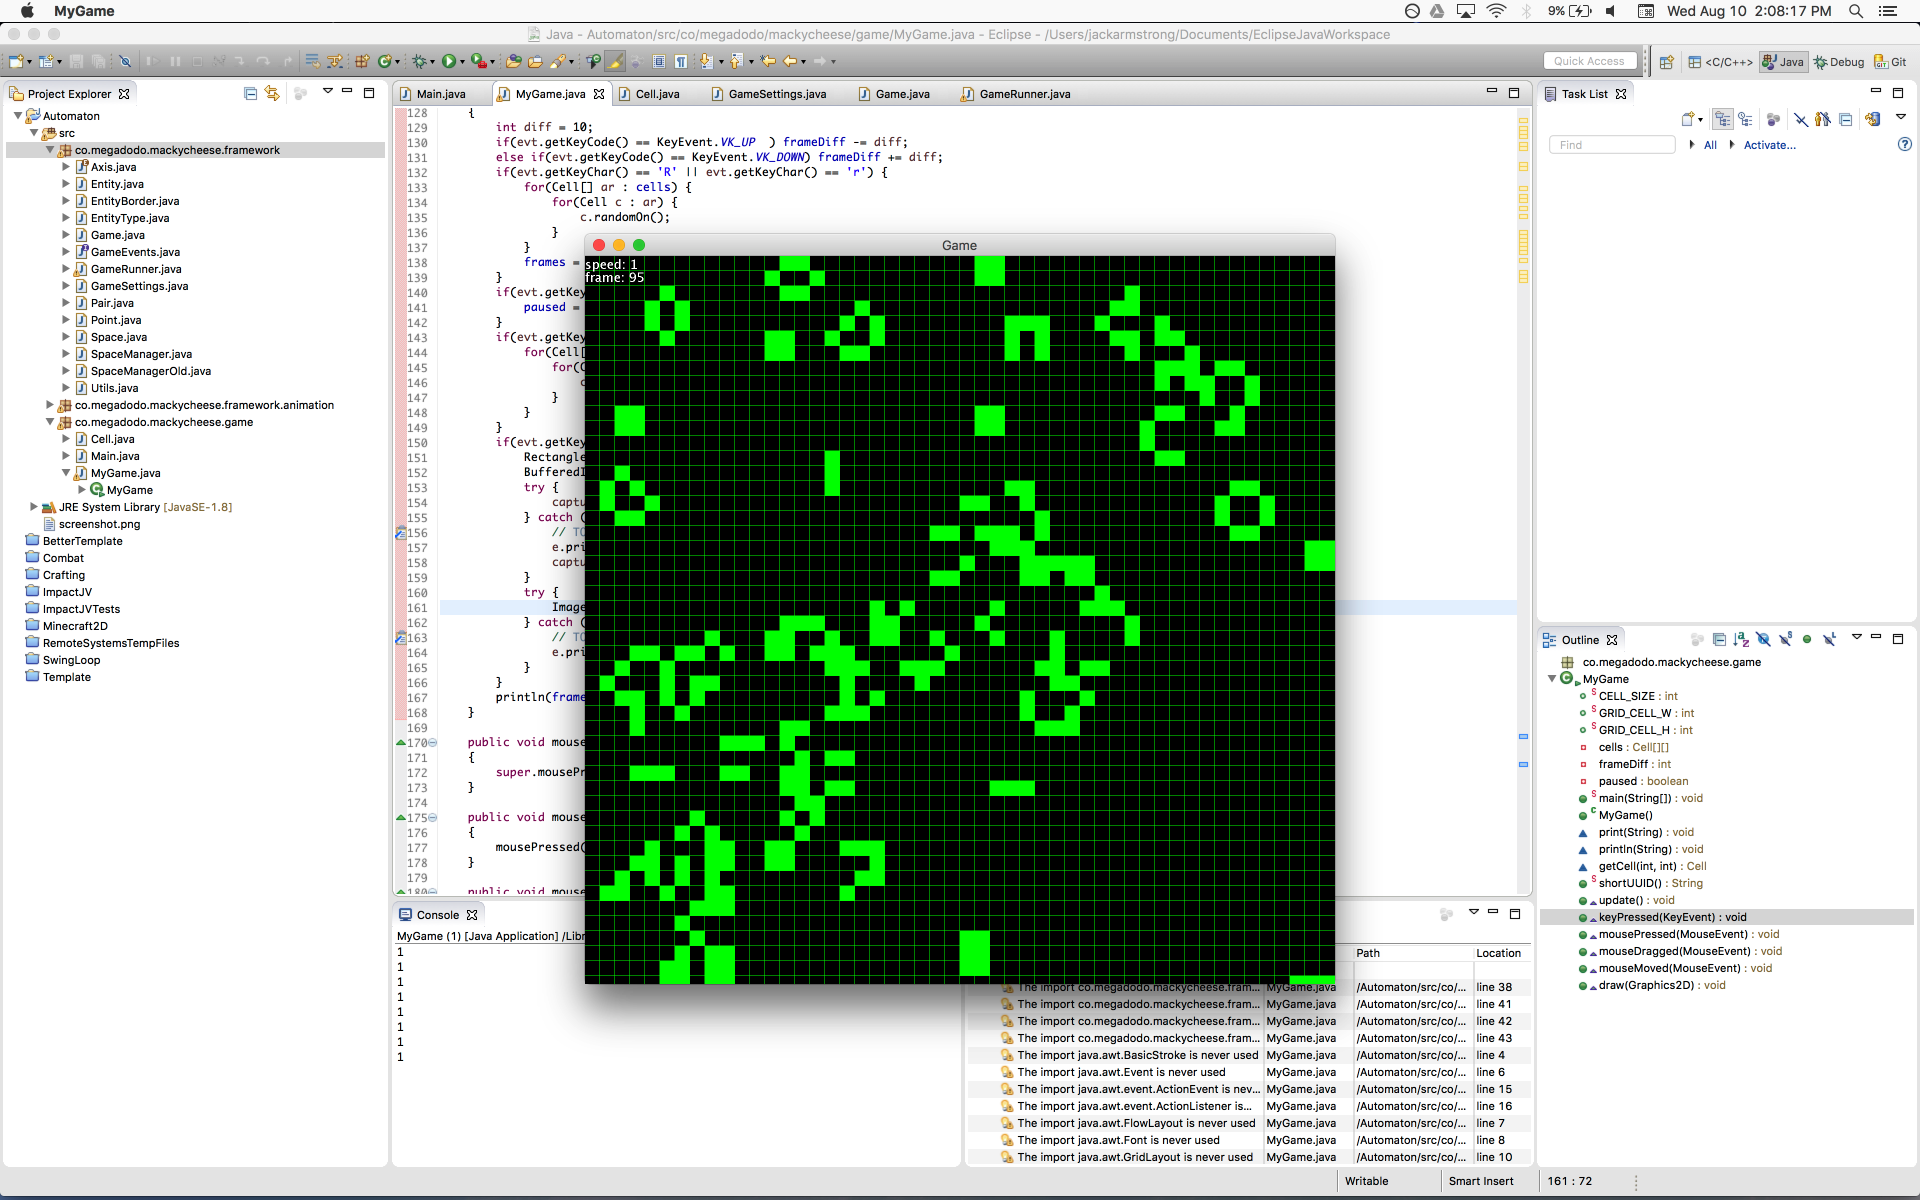 MyGame
9%
Wed Aug 10 2:08:17 PM
Java - Automaton/src/co/megadodo/mackycheese/game/MyGame.java - Eclipse - /Users/jackarmstrong/Documents/EclipseJavaWorkspace
Quick Access
<C/C++>
Java
Debug
Git
Project Explorer
Automaton
src
co.megadodo.mackycheese.framework
Axis.java
Entity.java
EntityBorder.java
EntityType.java
Game.java
GameEvents.java
GameRunner.java
GameSettings.java
Pair.java
Point.java
Space.java
SpaceManager.java
SpaceManagerOld.java
Utils.java
co.megadodo.mackycheese.framework.animation
co.megadodo.mackycheese.game
Cell.java
Main.java
MyGame.java
MyGame
JRE System Library [JavaSE-1.8]
screenshot.png
BetterTemplate
Combat
Crafting
ImpactJV
ImpactJVTests
Minecraft2D
RemoteSystemsTempFiles
SwingLoop
Template
Main.java
MyGame.java
Cell.java
GameSettings.java
Game.java
GameRunner.java
128 {
129 int diff = 10;
130 if(evt.getKeyCode() == KeyEvent.VK_UP ) frameDiff -= diff;
131 else if(evt.getKeyCode() == KeyEvent.VK_DOWN) frameDiff += diff;
132 if(evt.getKeyChar() == 'R' || evt.getKeyChar() == 'r') {
133 for(Cell[] ar : cells) {
134 for(Cell c : ar) {
135 c.randomOn();
136 }
137 }
138 frames =
139 }
140 if(evt.getKey
141 paused =
142 }
143 if(evt.getKey
144 for(Cell[
145 for(C
146 c
147 }
148 }
149 }
150 if(evt.getKey
151 Rectangle
152 BufferedI
153 try {
154 captu
155 } catch (
156 // TO
157 e.pri
158 captu
159 }
160 try {
161 Image
162 } catch (
163 // TO
164 e.pri
165 }
166 }
167 println(frame
168 }
169
170 public void mouse
171 {
172 super.mousePr
173 }
174
175 public void mouse
176 {
177 mousePressed(
178 }
179
180 public void mouse
Game
speed: 1
frame: 95
Console
MyGame (1) [Java Application] /Libr
1
1
1
1
1
1
1
1
Path
Location
The import co.megadodo.mackycheese.fram... MyGame.java /Automaton/src/co/... line 38
The import co.megadodo.mackycheese.fram... MyGame.java /Automaton/src/co/... line 41
The import co.megadodo.mackycheese.fram... MyGame.java /Automaton/src/co/... line 42
The import co.megadodo.mackycheese.fram... MyGame.java /Automaton/src/co/... line 43
The import java.awt.BasicStroke is never used MyGame.java /Automaton/src/co/... line 4
The import java.awt.Event is never used MyGame.java /Automaton/src/co/... line 6
The import java.awt.event.ActionEvent is nev... MyGame.java /Automaton/src/co/... line 15
The import java.awt.event.ActionListener is... MyGame.java /Automaton/src/co/... line 16
The import java.awt.FlowLayout is never used MyGame.java /Automaton/src/co/... line 7
The import java.awt.Font is never used MyGame.java /Automaton/src/co/... line 8
The import java.awt.GridLayout is never used MyGame.java /Automaton/src/co/... line 10
Task List
Find
All
Activate...
Outline
co.megadodo.mackycheese.game
MyGame
CELL_SIZE : int
GRID_CELL_W : int
GRID_CELL_H : int
cells : Cell[][]
frameDiff : int
paused : boolean
main(String[]) : void
MyGame()
print(String) : void
println(String) : void
getCell(int, int) : Cell
shortUUID() : String
update() : void
keyPressed(KeyEvent) : void
mousePressed(MouseEvent) : void
mouseDragged(MouseEvent) : void
mouseMoved(MouseEvent) : void
draw(Graphics2D) : void
Writable
Smart Insert
161 : 72